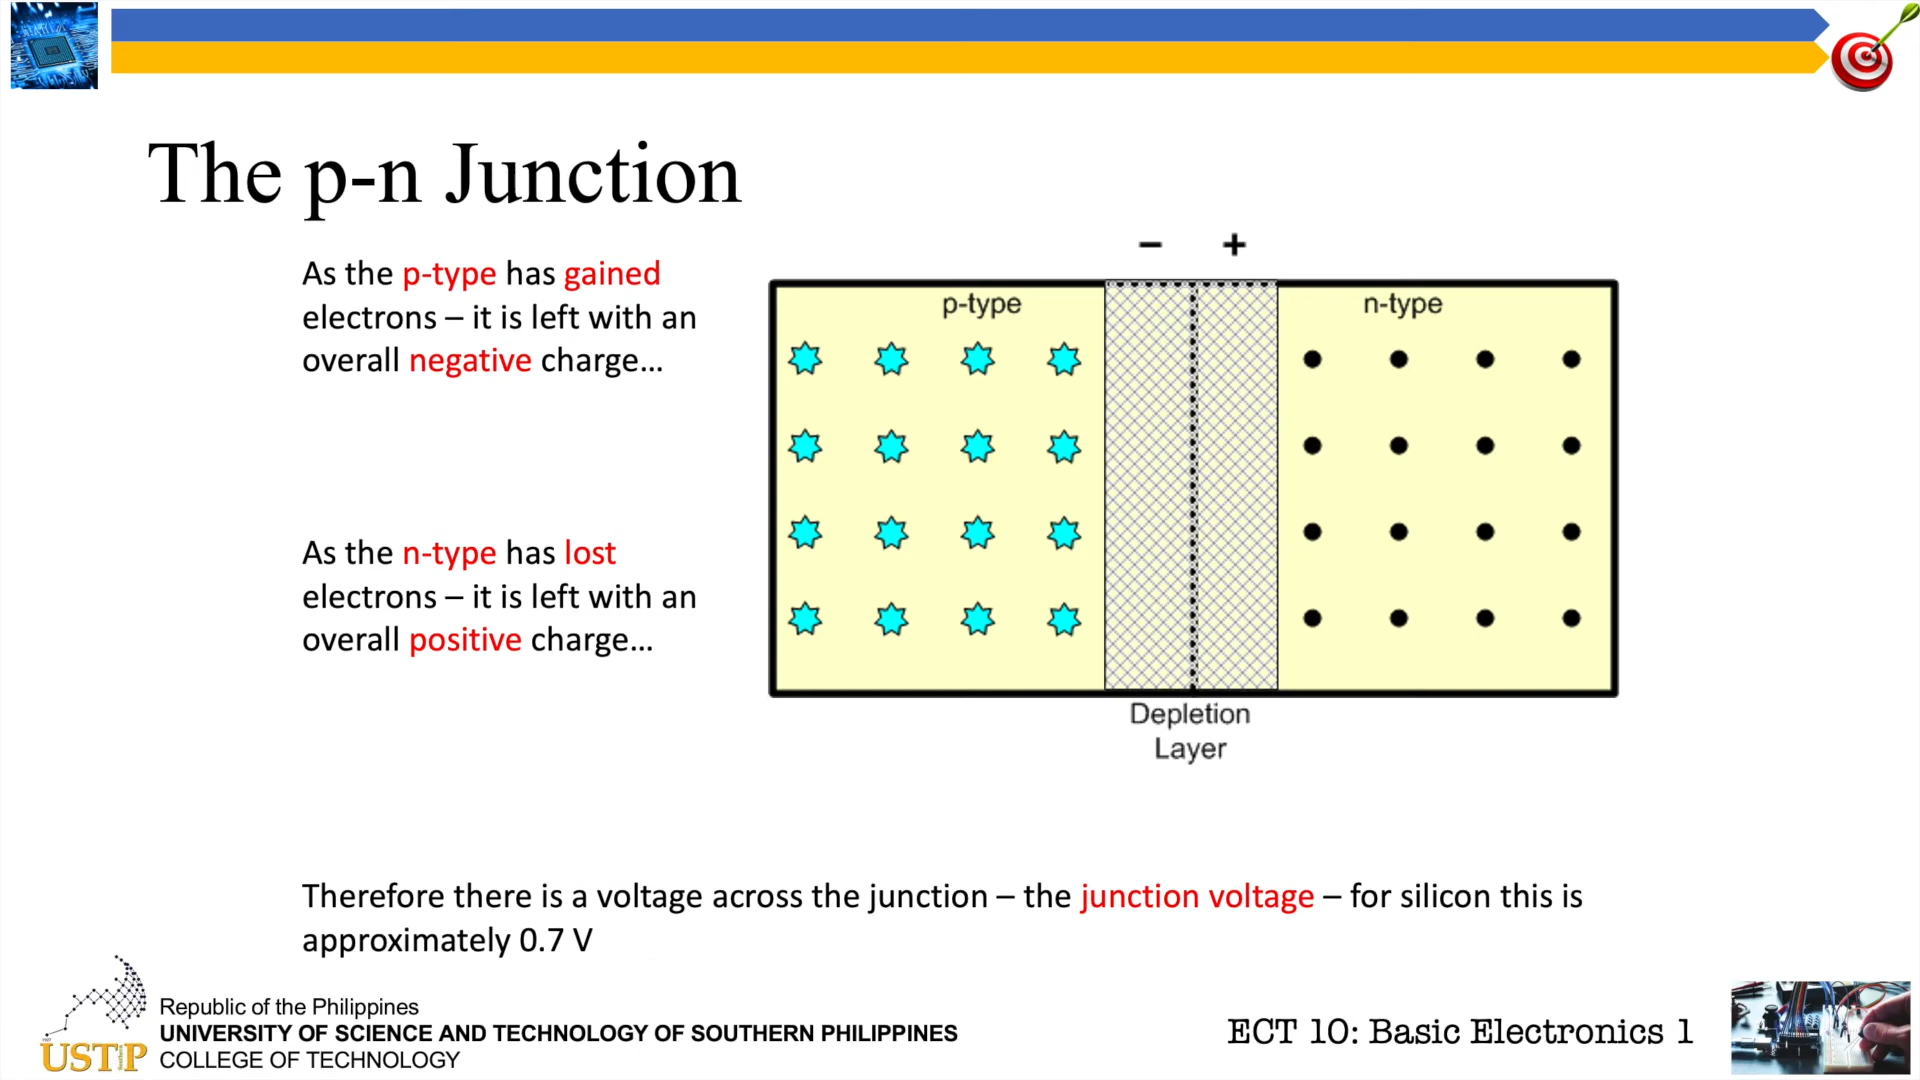 The p-n Junction
As the p-type has gained
electrons – it is left with an
overall negative charge...
– +
p-type
n-type
As the n-type has lost
electrons – it is left with an
overall positive charge...
Depletion
Layer
Therefore there is a voltage across the junction – the junction voltage – for silicon this is
approximately 0.7 V
Republic of the Philippines
UNIVERSITY OF SCIENCE AND TECHNOLOGY OF SOUTHERN PHILIPPINES
COLLEGE OF TECHNOLOGY
USTP
ECT 10: Basic Electronics 1